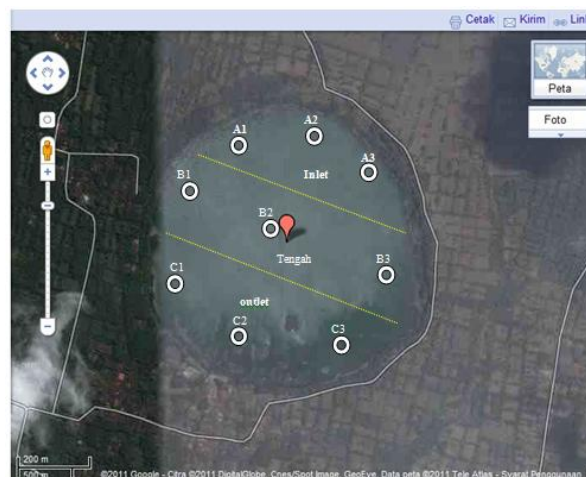 Cetak Kirim Link
Peta
Foto
A1
A2
A3
Inlet
B1
B2
B3
Tengah
C1
outlet
C2
C3
200 m
500 m
©2011 Google - Citra ©2011 DigitalGlobe, Cnes/Spot Image, GeoEye, Data peta ©2011 Tele Atlas - Syarat Penggunaan